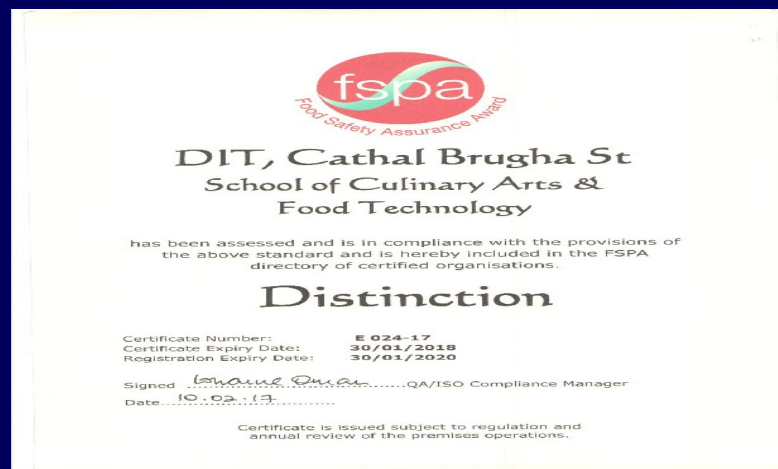 fspa
Food Safety Assurance Award
DIT, Cathal Brugha St
School of Culinary Arts &
Food Technology
has been assessed and is in compliance with the provisions of
the above standard and is hereby included in the FSPA
directory of certified organisations.
Distinction
Certificate Number: E 024-17
Certificate Expiry Date: 30/01/2018
Registration Expiry Date: 30/01/2020
Signed ...................QA/ISO Compliance Manager
Date 10.02.17
Certificate is issued subject to regulation and
annual review of the premises operations.